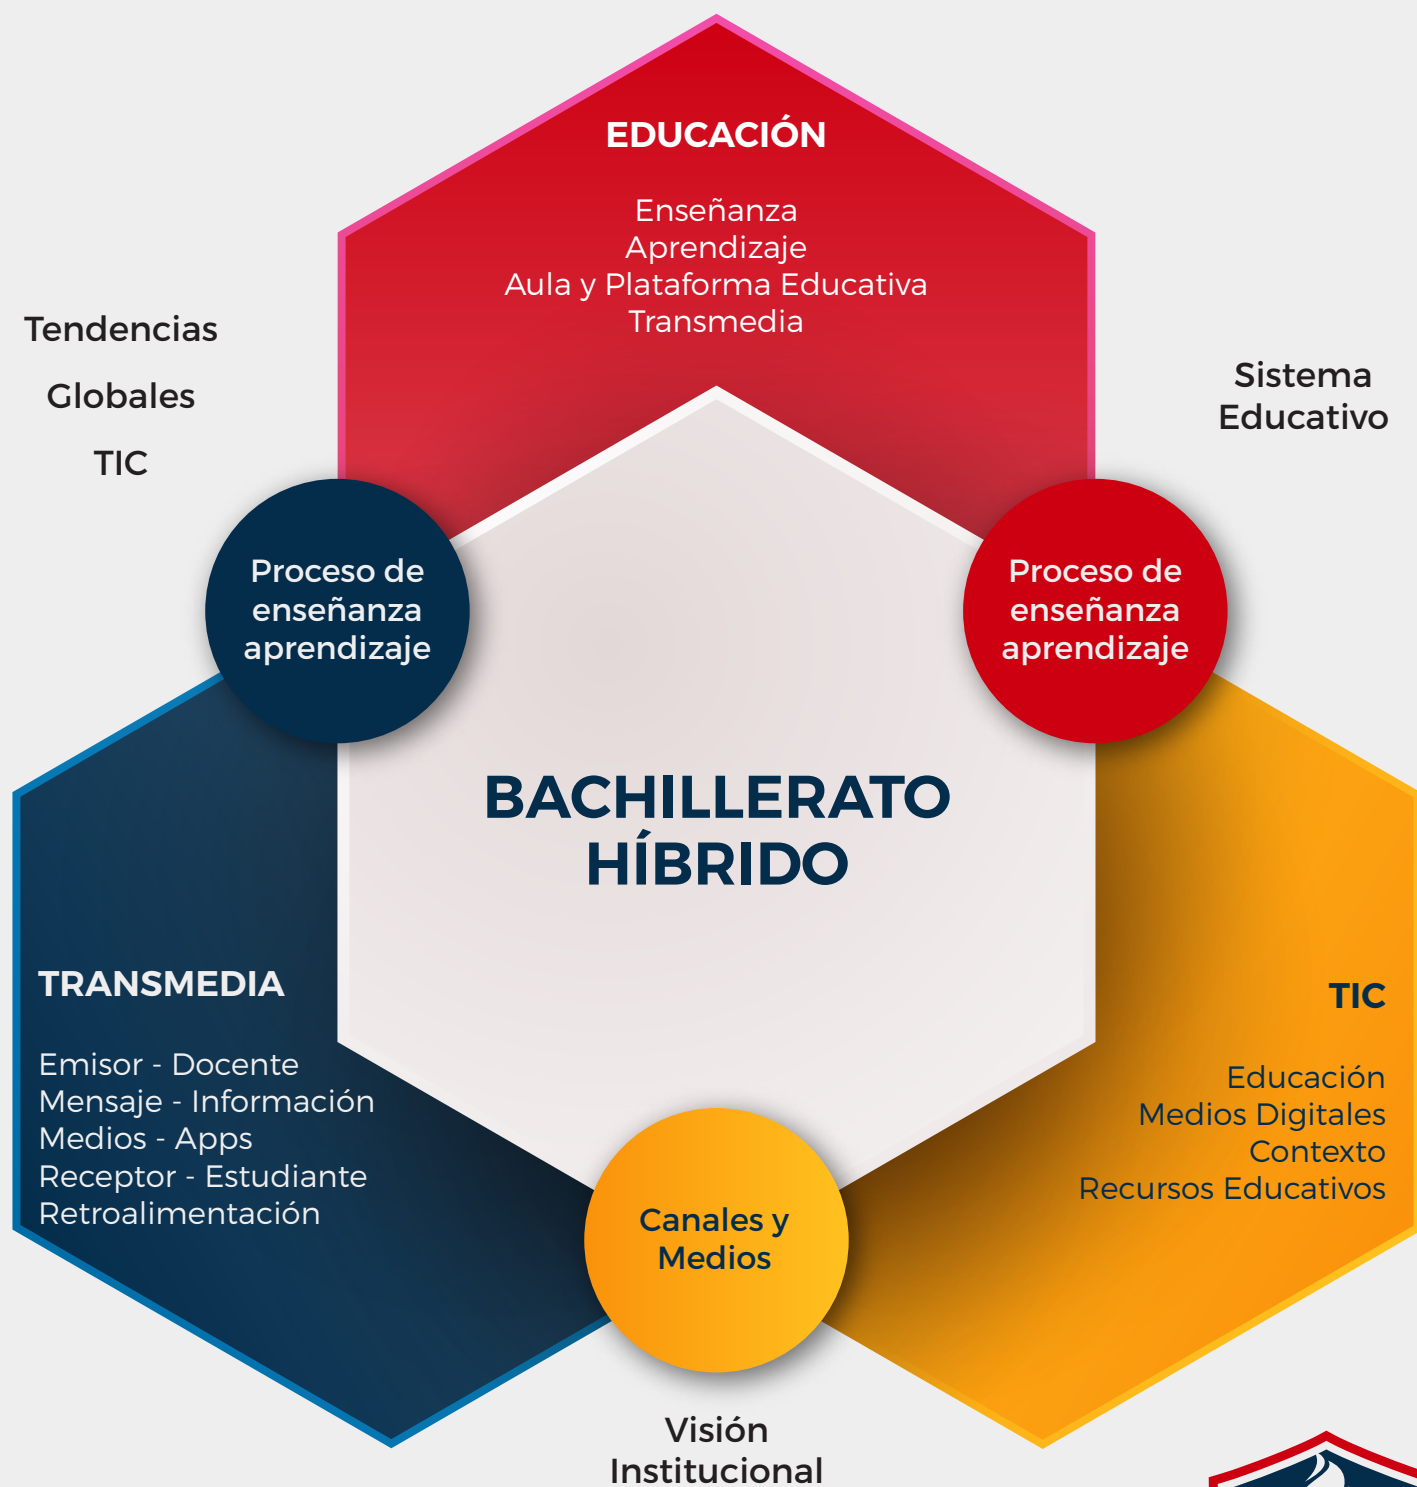 EDUCACIÓN
Enseñanza
Aprendizaje
Aula y Plataforma Educativa
Transmedia
Tendencias
Globales
TIC
Sistema
Educativo
Proceso de
enseñanza
aprendizaje
Proceso de
enseñanza
aprendizaje
BACHILLERATO
HÍBRIDO
TRANSMEDIA
Emisor - Docente
Mensaje - Información
Medios - Apps
Receptor - Estudiante
Retroalimentación
TIC
Educación
Medios Digitales
Contexto
Recursos Educativos
Canales y
Medios
Visión
Institucional